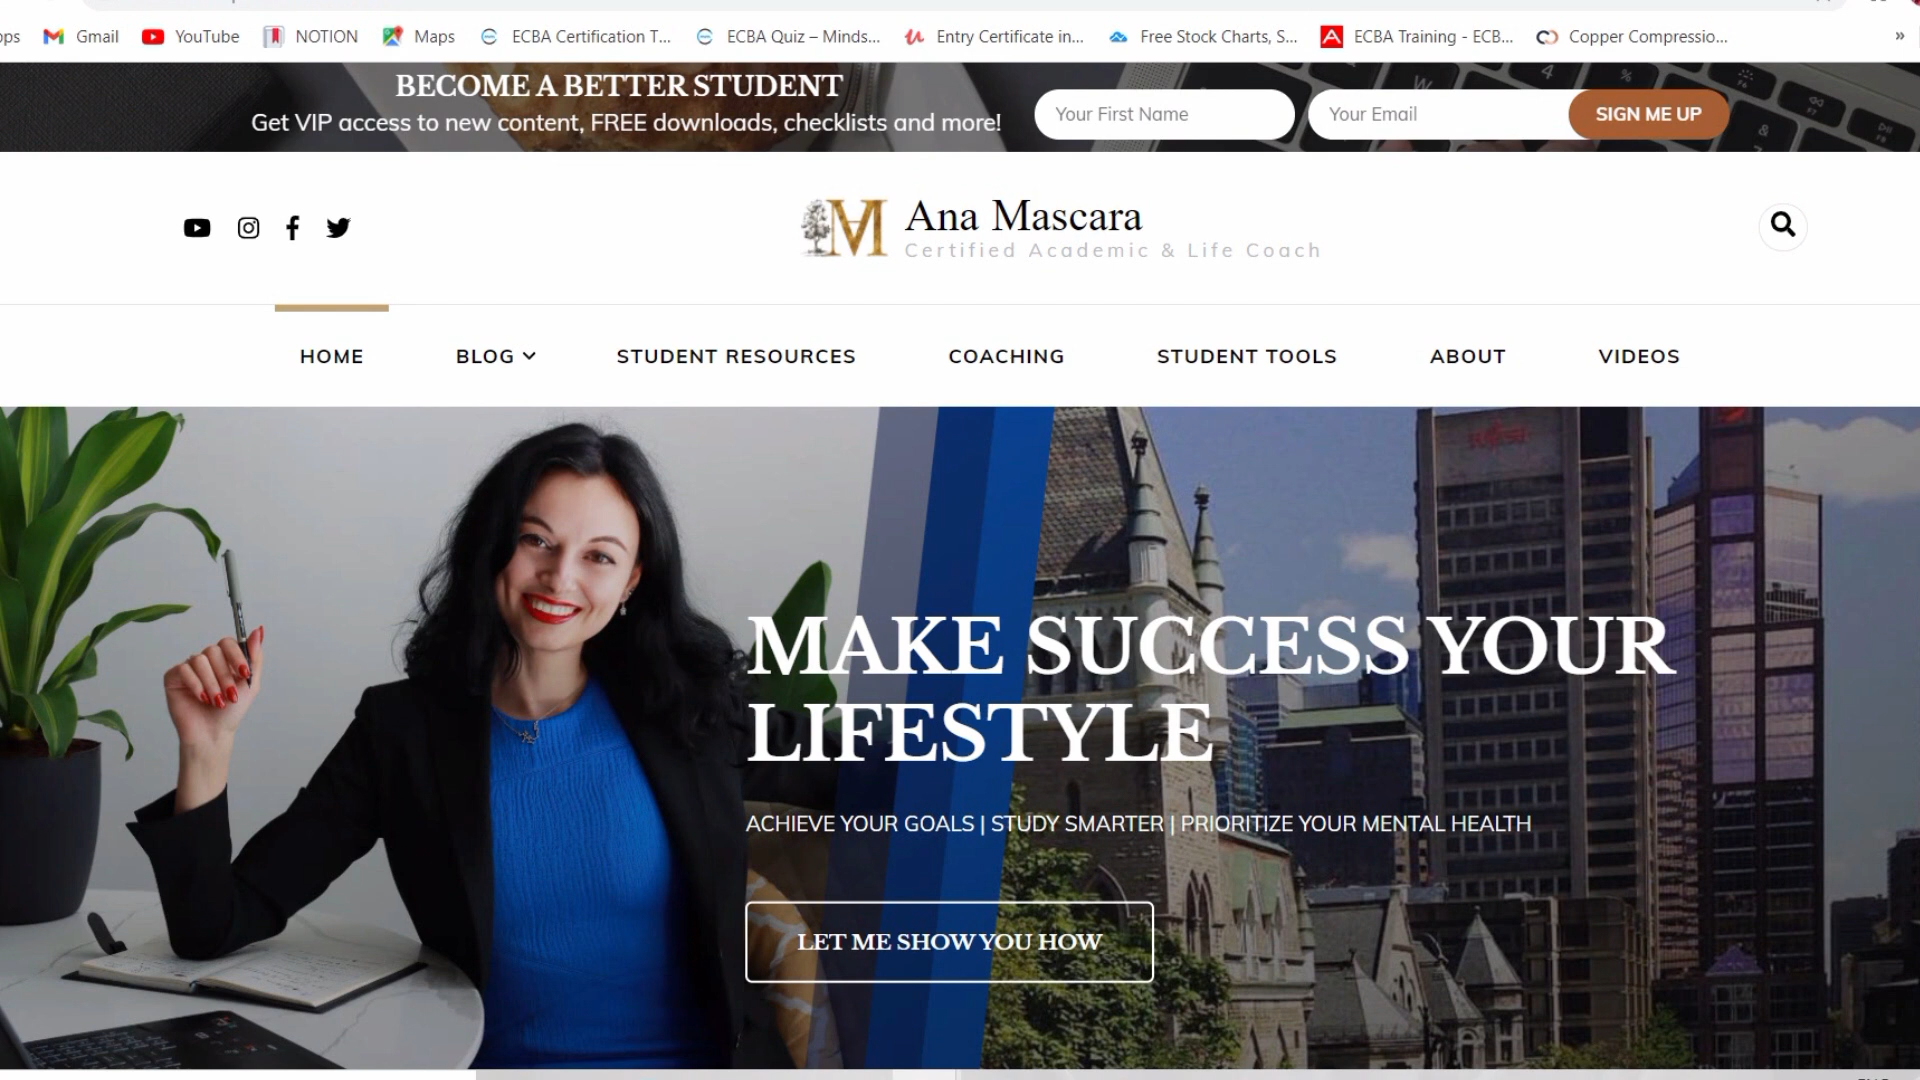 ps Gmail YouTube NOTION Maps ECBA Certification T... ECBA Quiz – Minds... Entry Certificate in... Free Stock Charts, S... ECBA Training - ECB... Copper Compressio... »
BECOME A BETTER STUDENT
Get VIP access to new content, FREE downloads, checklists and more!
Your First Name Your Email SIGN ME UP
Ana Mascara
Certified Academic & Life Coach
HOME BLOG STUDENT RESOURCES COACHING STUDENT TOOLS ABOUT VIDEOS
MAKE SUCCESS YOUR
LIFESTYLE
ACHIEVE YOUR GOALS | STUDY SMARTER | PRIORITIZE YOUR MENTAL HEALTH
LET ME SHOW YOU HOW